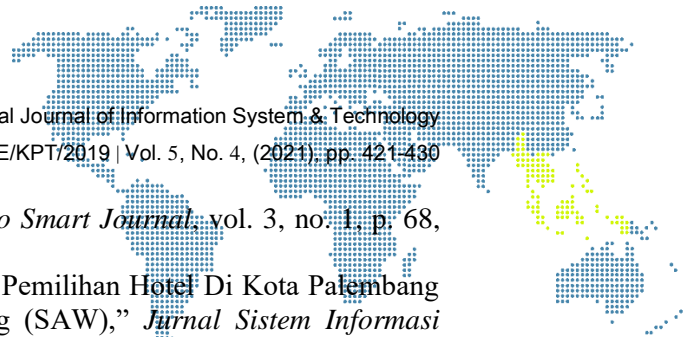 al Journal of Information System & Technology
E/KPT/2019 | Vol. 5, No. 4, (2021), pp. 421-430
o Smart Journal, vol. 3, no. 1, p. 68,
Pemilihan Hotel Di Kota Palembang
g (SAW),” Jurnal Sistem Informasi